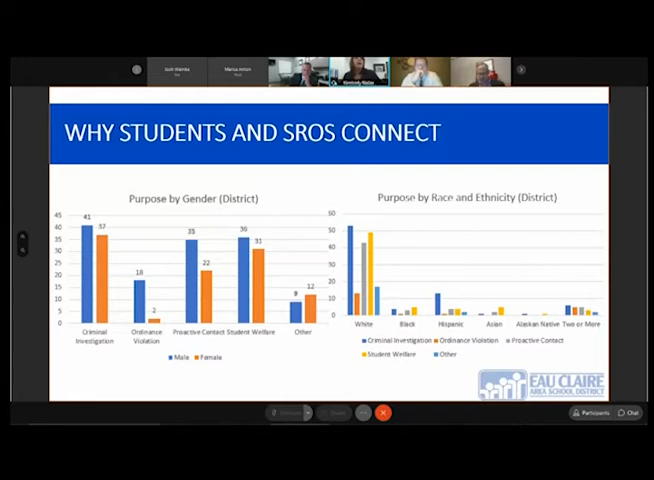 WHY STUDENTS AND SROS CONNECT
Purpose by Gender (District)
45
40
35
30
25
20
15
10
5
0
41
37
18
2
35
22
36
31
9
12
Criminal Investigation
Ordinance Violation
Proactive Contact
Student Welfare
Other
Male
Female
Purpose by Race and Ethnicity (District)
60
50
40
30
20
10
0
White
Black
Hispanic
Asian
Alaskan Native
Two or More
Criminal Investigation
Ordinance Violation
Proactive Contact
Student Welfare
Other
EAU CLAIRE
AREA SCHOOL DISTRICT
Participants
Chat